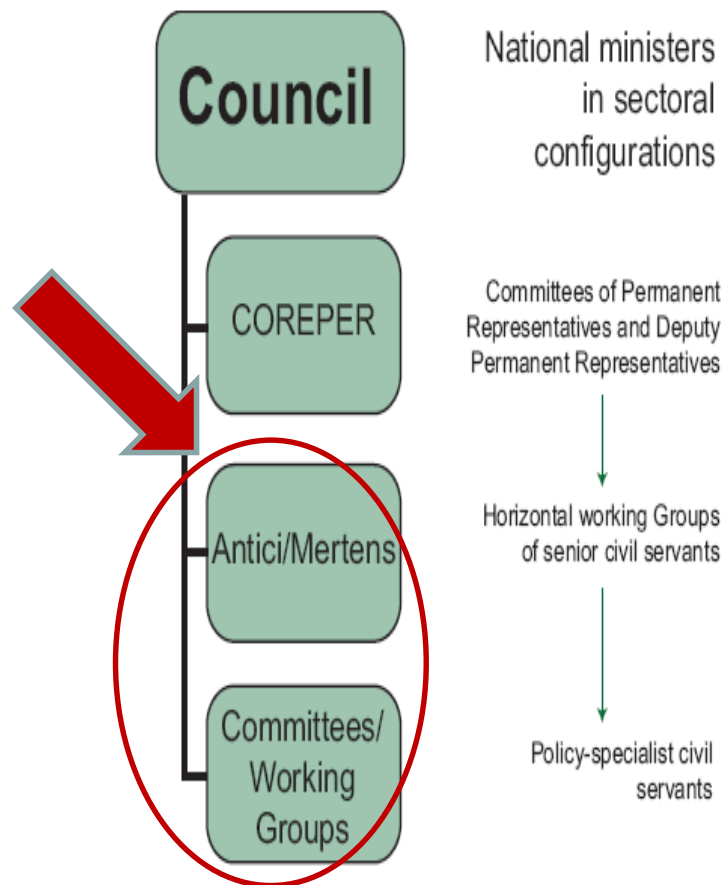 Council
National ministers
in sectoral
configurations
COREPER
Committees of Permanent
Representatives and Deputy
Permanent Representatives
Antici/Mertens
Horizontal working Groups
of senior civil servants
Committees/
Working
Groups
Policy-specialist civil
servants